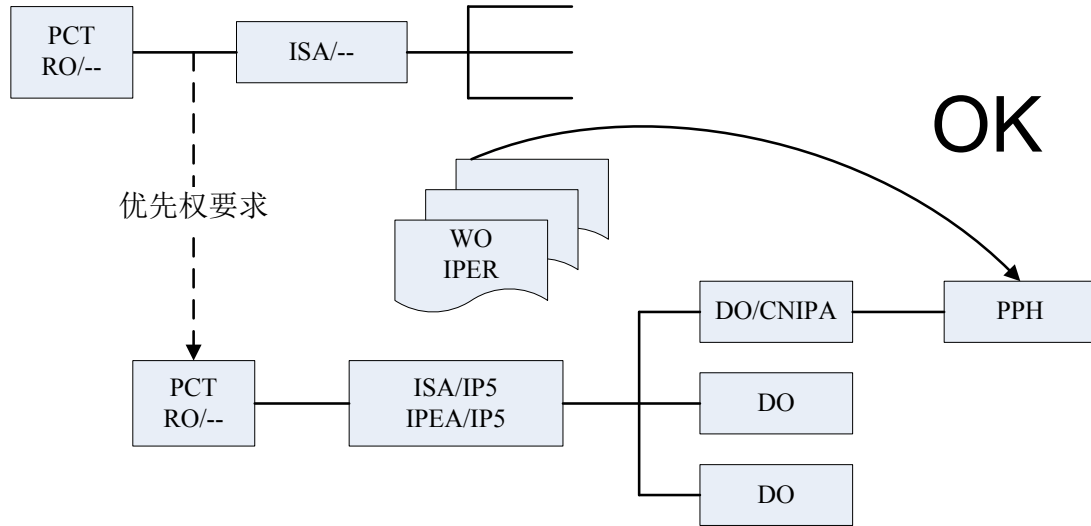 PCT
RO/--
ISA/--
OK
优先权要求
WO
IPER
DO/CNIPA
PPH
PCT
RO/--
ISA/IP5
IPEA/IP5
DO
DO